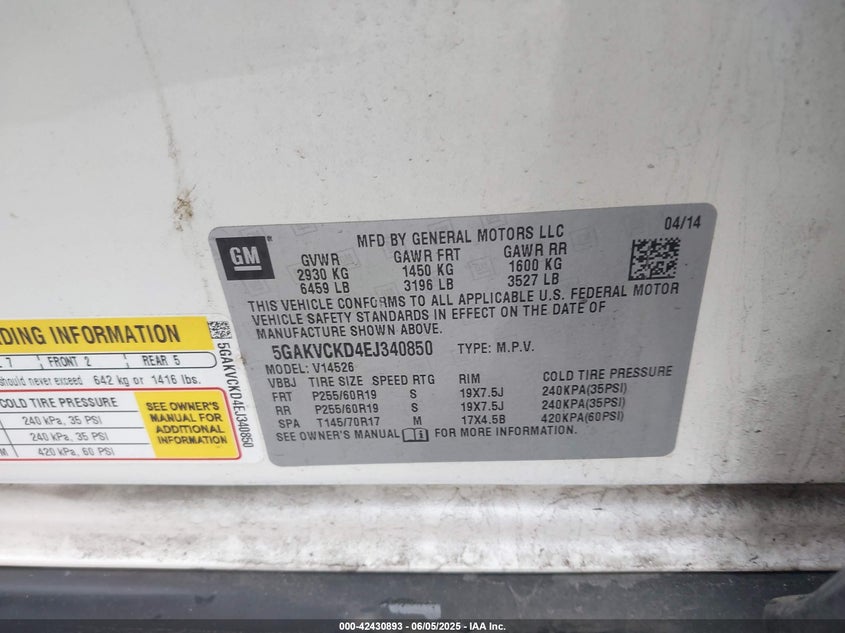 04/14
GM
MFD BY GENERAL MOTORS LLC
GVWR GAWR FRT GAWR RR
2930 KG 1450 KG 1600 KG
6459 LB 3196 LB 3527 LB
THIS VEHICLE CONFORMS TO ALL APPLICABLE U.S. FEDERAL MOTOR
VEHICLE SAFETY STANDARDS IN EFFECT ON THE DATE OF
MANUFACTURE SHOWN ABOVE.
5GAKVCKD4EJ340850 TYPE: M.P.V.
MODEL: V14526
VBBJ TIRE SIZE SPEED RTG RIM COLD TIRE PRESSURE
FRT P255/60R19 S 19X7.5J 240KPA(35PSI)
RR P255/60R19 S 19X7.5J 240KPA(35PSI)
SPA T145/70R17 M 17X4.5B 420KPA(60PSI)
SEE OWNER'S MANUAL FOR MORE INFORMATION.
INFORMATION
7 FRONT 2 REAR 5
should never exceed 642 kg or 1416 lbs.
COLD TIRE PRESSURE
240 kPa, 35 PSI
240 kPa, 35 PSI
M 420 kPa, 60 PSI
SEE OWNER'S
MANUAL FOR
ADDITIONAL
INFORMATION
5GAKVCKD4EJ340850
000-42430893 - 06/05/2025 - IAA Inc.